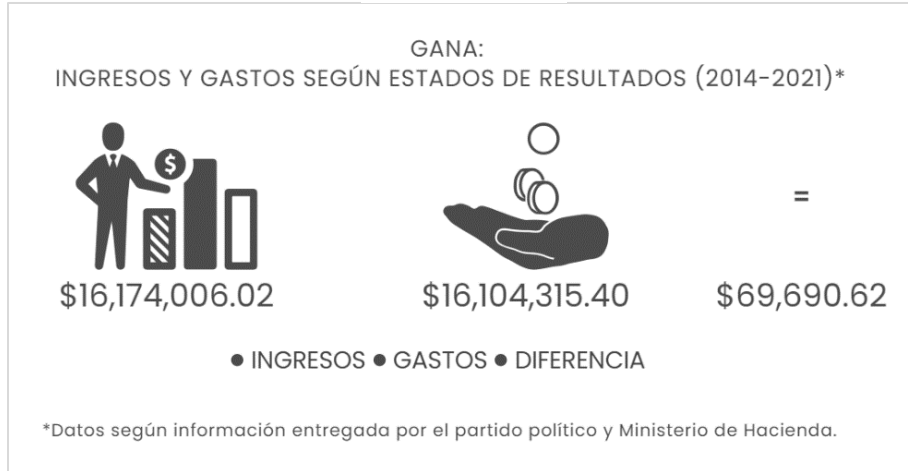 GANA:
INGRESOS Y GASTOS SEGÚN ESTADOS DE RESULTADOS (2014-2021)*
$
=
$16,174,006.02 $16,104,315.40 $69,690.62
● INGRESOS ● GASTOS ● DIFERENCIA
*Datos según información entregada por el partido político y Ministerio de Hacienda.